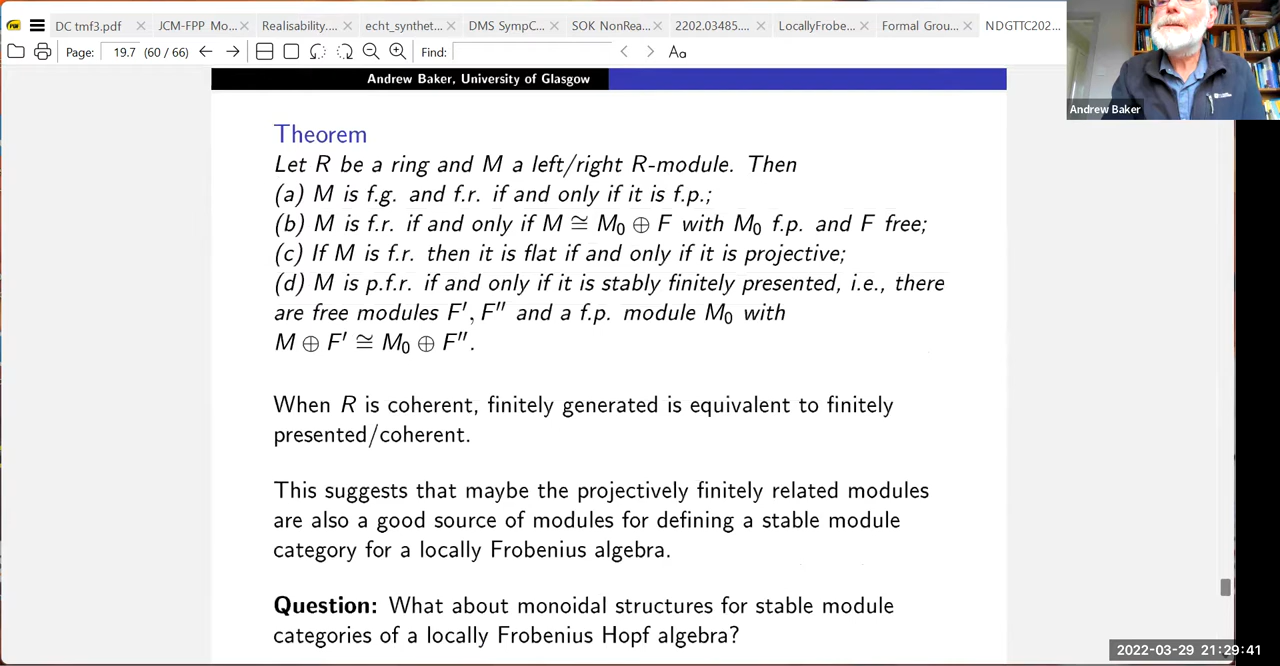 DC tmf3.pdf JCM-FPP Mo... Realisability.... echt_synthet... DMS SympC... SOK NonRea... 2202.03485.... LocallyFrobe... Formal Grou... NDGTTC202...
Page: 19.7 (60 / 66) Find: Aa
Andrew Baker, University of Glasgow
Andrew Baker
Theorem
Let R be a ring and M a left/right R-module. Then
(a) M is f.g. and f.r. if and only if it is f.p.;
(b) M is f.r. if and only if M ≅ M₀ ⊕ F with M₀ f.p. and F free;
(c) If M is f.r. then it is flat if and only if it is projective;
(d) M is p.f.r. if and only if it is stably finitely presented, i.e., there
are free modules F′, F″ and a f.p. module M₀ with
M ⊕ F′ ≅ M₀ ⊕ F″.
When R is coherent, finitely generated is equivalent to finitely
presented/coherent.
This suggests that maybe the projectively finitely related modules
are also a good source of modules for defining a stable module
category for a locally Frobenius algebra.
Question: What about monoidal structures for stable module
categories of a locally Frobenius Hopf algebra?
2022-03-29 21:29:41